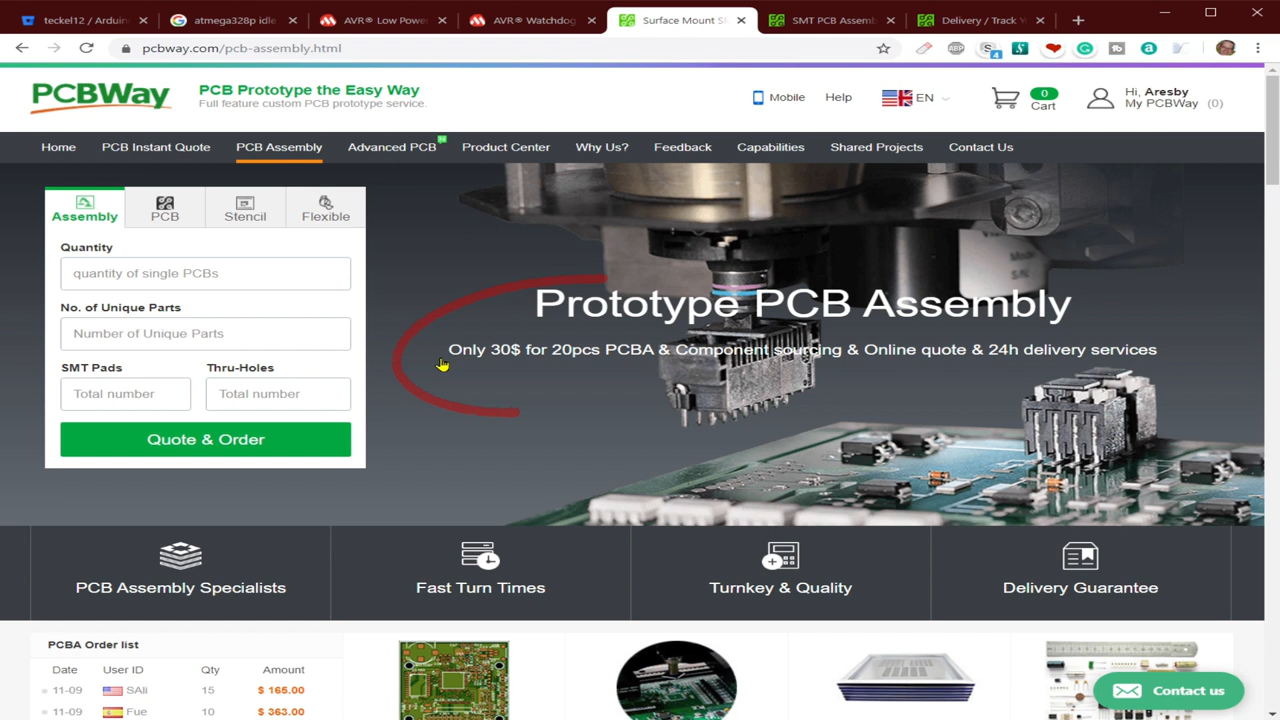 teckel12 / Arduin
atmega328p idle
AVR® Low Powe
AVR® Watchdog
Surface Mount S
SMT PCB Assemb
Delivery / Track Y
pcbway.com/pcb-assembly.html
ABP
4
PCBWay
PCB Prototype the Easy Way
Full feature custom PCB prototype service.
Mobile
Help
EN
0
Cart
Hi, Aresby
My PCBWay (0)
Home
PCB Instant Quote
PCB Assembly
Advanced PCB
Product Center
Why Us?
Feedback
Capabilities
Shared Projects
Contact Us
Assembly
PCB
Stencil
Flexible
Quantity
quantity of single PCBs
No. of Unique Parts
Number of Unique Parts
SMT Pads
Thru-Holes
Total number
Total number
Quote & Order
Prototype PCB Assembly
Only 30$ for 20pcs PCBA & Component sourcing & Online quote & 24h delivery services
PCB Assembly Specialists
Fast Turn Times
Turnkey & Quality
Delivery Guarantee
PCBA Order list
Date User ID Qty Amount
11-09 SAli 15 $ 165.00
11-09 Fue 10 $ 363.00
Contact us